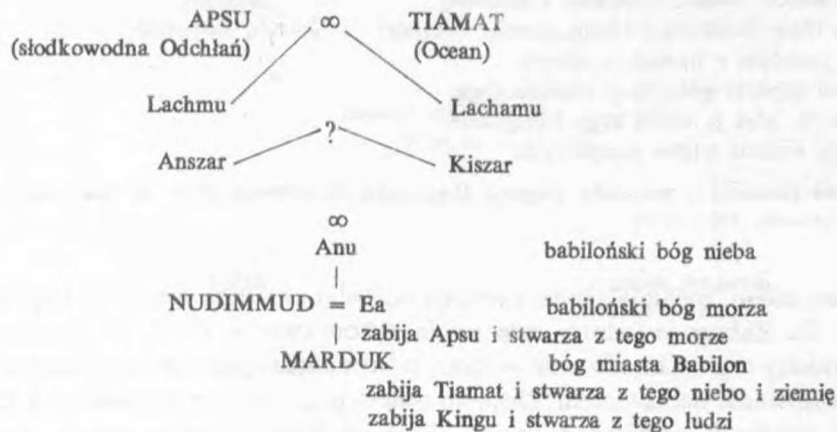 APSU ∞ TIAMAT
(słodkowodna Odchłań) (Ocean)
Lachmu Lachamu
?
Anszar Kiszar
∞
Anu babiloński bóg nieba
NUDIMMUD = Ea babiloński bóg morza
zabija Apsu i stwarza z tego morze
MARDUK bóg miasta Babilon
zabija Tiamat i stwarza z tego niebo i ziemię
zabija Kingu i stwarza z tego ludzi